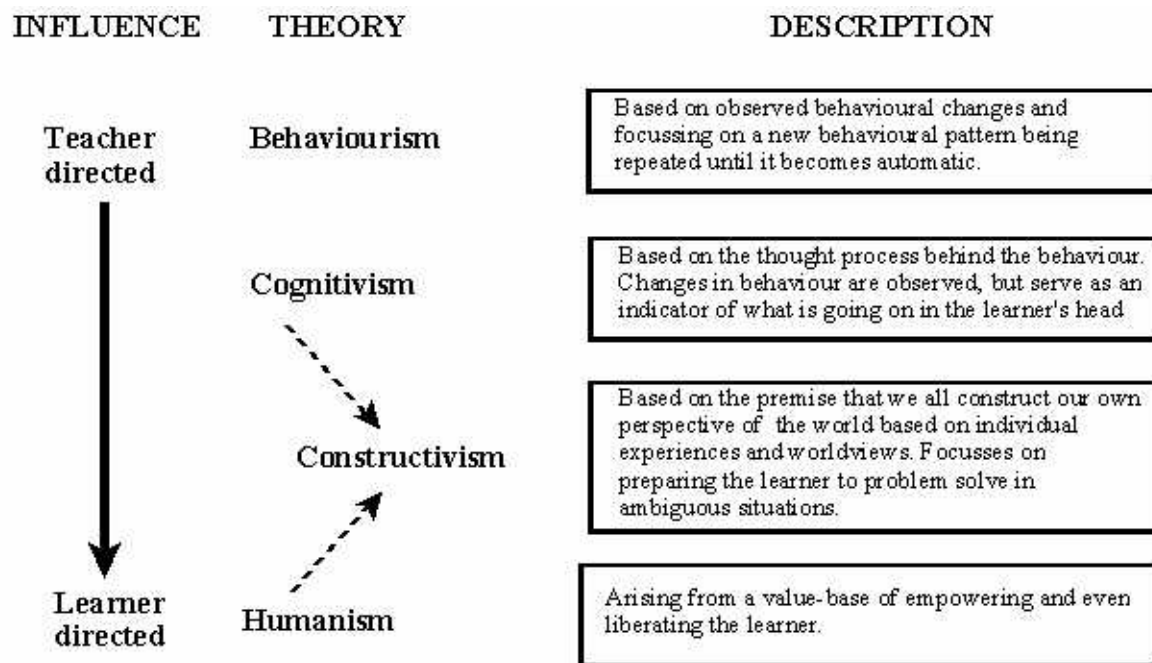 INFLUENCE THEORY DESCRIPTION
Teacher
directed
Behaviourism
Based on observed behavioural changes and
focussing on a new behavioural pattern being
repeated until it becomes automatic.
Cognitivism
Based on the thought process behind the behaviour.
Changes in behaviour are observed, but serve as an
indicator of what is going on in the learner's head
Constructivism
Based on the premise that we all construct our own
perspective of the world based on individual
experiences and worldviews. Focusses on
preparing the learner to problem solve in
ambiguous situations.
Learner
directed
Humanism
Arising from a value-base of empowering and even
liberating the learner.